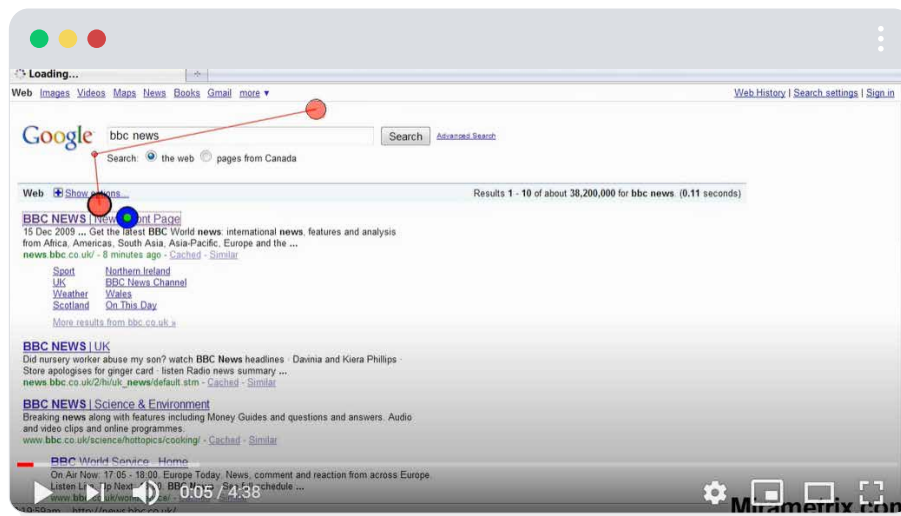 Loading...
Web Images Videos Maps News Books Gmail more ▼
Web History | Search settings | Sign in
Google
bbc news
Search
Advanced Search
Search: the web pages from Canada
Web Show
Results 1 - 10 of about 38,200,000 for bbc news. (0.11 seconds)
BBC NEWS | Page
15 Dec 2009 ... Get the latest BBC World news: international news, features and analysis
from Africa, Americas, South Asia, Asia-Pacific, Europe and the ...
news.bbc.co.uk/ - 8 minutes ago - Cached - Similar
Sport Northern Ireland
UK BBC News Channel
Weather Wales
Scotland On This Day
More results from bbc.co.uk »
BBC NEWS | UK
Did nursery worker abuse my son? watch BBC News headlines · Davinia and Kiera Phillips ·
Store apologises for ginger card · listen Radio news summary ...
news.bbc.co.uk/2/hi/uk_news/default.stm - Cached - Similar
BBC NEWS | Science & Environment
Breaking news along with features including Money Guides and questions and answers. Audio
and video clips and online programmes.
www.bbc.co.uk/science/hottopics/cooking/ - Cached - Similar
BBC World Service - Home
On Air Now. 17:05 - 18:00. Europe Today. News, comment and reaction from across Europe.
0:05 / 4:38
Mirametrix.com